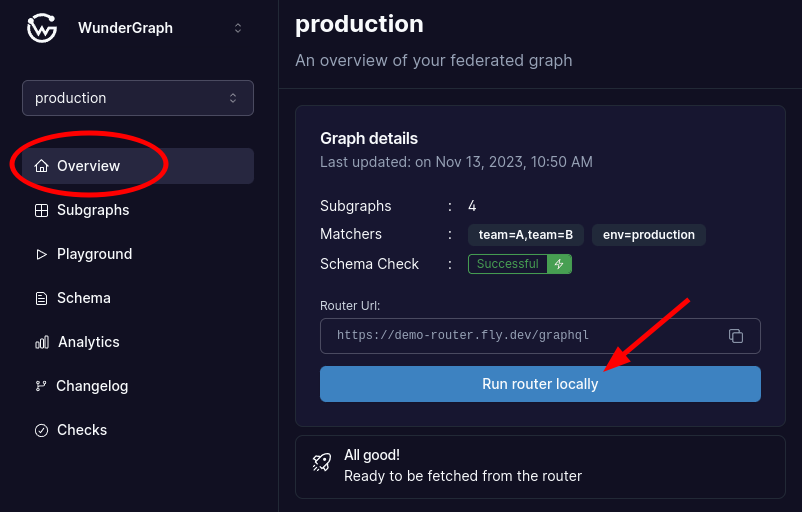 WunderGraph
production
Overview
Subgraphs
Playground
Schema
Analytics
Changelog
Checks
production
An overview of your federated graph
Graph details
Last updated: on Nov 13, 2023, 10:50 AM
Subgraphs : 4
Matchers : team=A,team=B env=production
Schema Check : Successful
Router Url:
https://demo-router.fly.dev/graphql
Run router locally
All good!
Ready to be fetched from the router